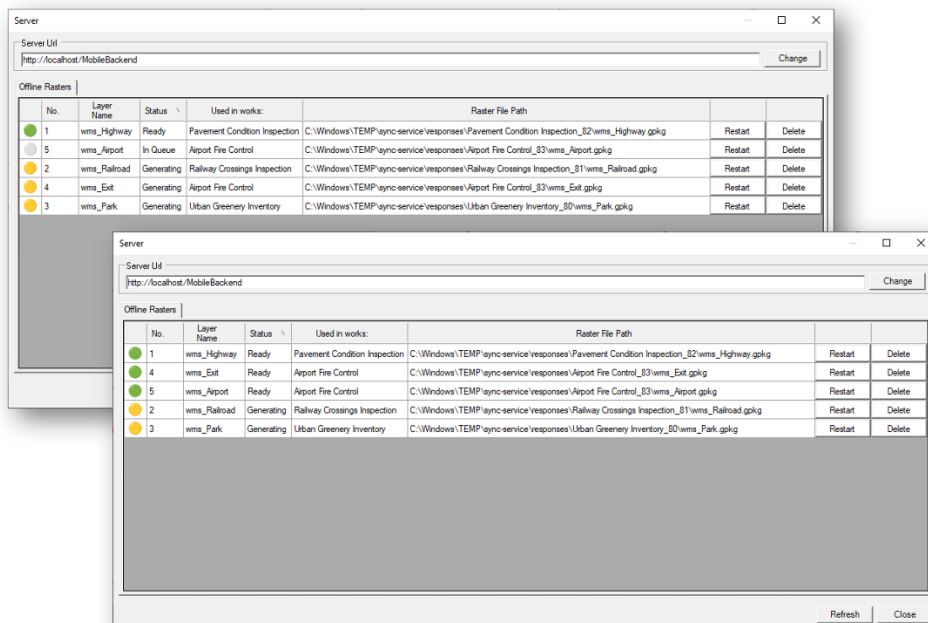 Server
Server Url
http://localhost/MobileBackend Change
Offline Rasters
No. Layer Name Status Used in works: Raster File Path
1 wms_Highway Ready Pavement Condition Inspection C:\Windows\TEMP\sync-service\responses\Pavement Condition Inspection_82\wms_Highway.gpkg Restart Delete
5 wms_Airport In Queue Airport Fire Control C:\Windows\TEMP\sync-service\responses\Airport Fire Control_83\wms_Airport.gpkg Restart Delete
2 wms_Railroad Generating Railway Crossings Inspection C:\Windows\TEMP\sync-service\responses\Railway Crossings Inspection_81\wms_Railroad.gpkg Restart Delete
4 wms_Exit Generating Airport Fire Control C:\Windows\TEMP\sync-service\responses\Airport Fire Control_83\wms_Exit.gpkg Restart Delete
3 wms_Park Generating Urban Greenery Inventory C:\Windows\TEMP\sync-service\responses\Urban Greenery Inventory_80\wms_Park.gpkg Restart Delete
Server
Server Url
http://localhost/MobileBackend Change
Offline Rasters
No. Layer Name Status Used in works: Raster File Path
1 wms_Highway Ready Pavement Condition Inspection C:\Windows\TEMP\sync-service\responses\Pavement Condition Inspection_82\wms_Highway.gpkg Restart Delete
4 wms_Exit Ready Airport Fire Control C:\Windows\TEMP\sync-service\responses\Airport Fire Control_83\wms_Exit.gpkg Restart Delete
5 wms_Airport Ready Airport Fire Control C:\Windows\TEMP\sync-service\responses\Airport Fire Control_83\wms_Airport.gpkg Restart Delete
2 wms_Railroad Generating Railway Crossings Inspection C:\Windows\TEMP\sync-service\responses\Railway Crossings Inspection_81\wms_Railroad.gpkg Restart Delete
3 wms_Park Generating Urban Greenery Inventory C:\Windows\TEMP\sync-service\responses\Urban Greenery Inventory_80\wms_Park.gpkg Restart Delete
Refresh Close